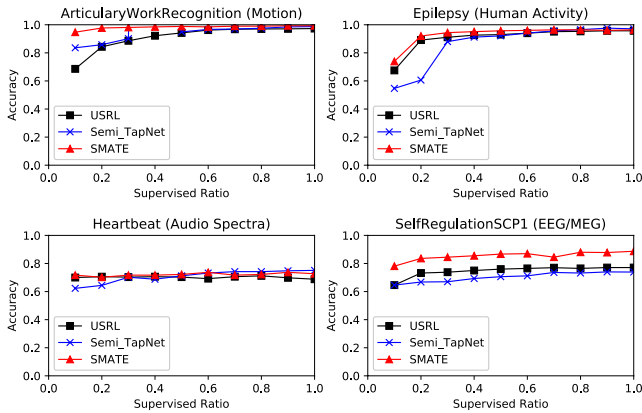 ArticularyWorkRecognition (Motion)
1.0
0.8
0.6
0.4
0.2
0.0
Accuracy
USRL
Semi_TapNet
SMATE
0.0 0.2 0.4 0.6 0.8 1.0
Supervised Ratio
Epilepsy (Human Activity)
1.0
0.8
0.6
0.4
0.2
0.0
Accuracy
USRL
Semi_TapNet
SMATE
0.0 0.2 0.4 0.6 0.8 1.0
Supervised Ratio
Heartbeat (Audio Spectra)
1.0
0.8
0.6
0.4
0.2
0.0
Accuracy
USRL
Semi_TapNet
SMATE
0.0 0.2 0.4 0.6 0.8 1.0
Supervised Ratio
SelfRegulationSCP1 (EEG/MEG)
1.0
0.8
0.6
0.4
0.2
0.0
Accuracy
USRL
Semi_TapNet
SMATE
0.0 0.2 0.4 0.6 0.8 1.0
Supervised Ratio